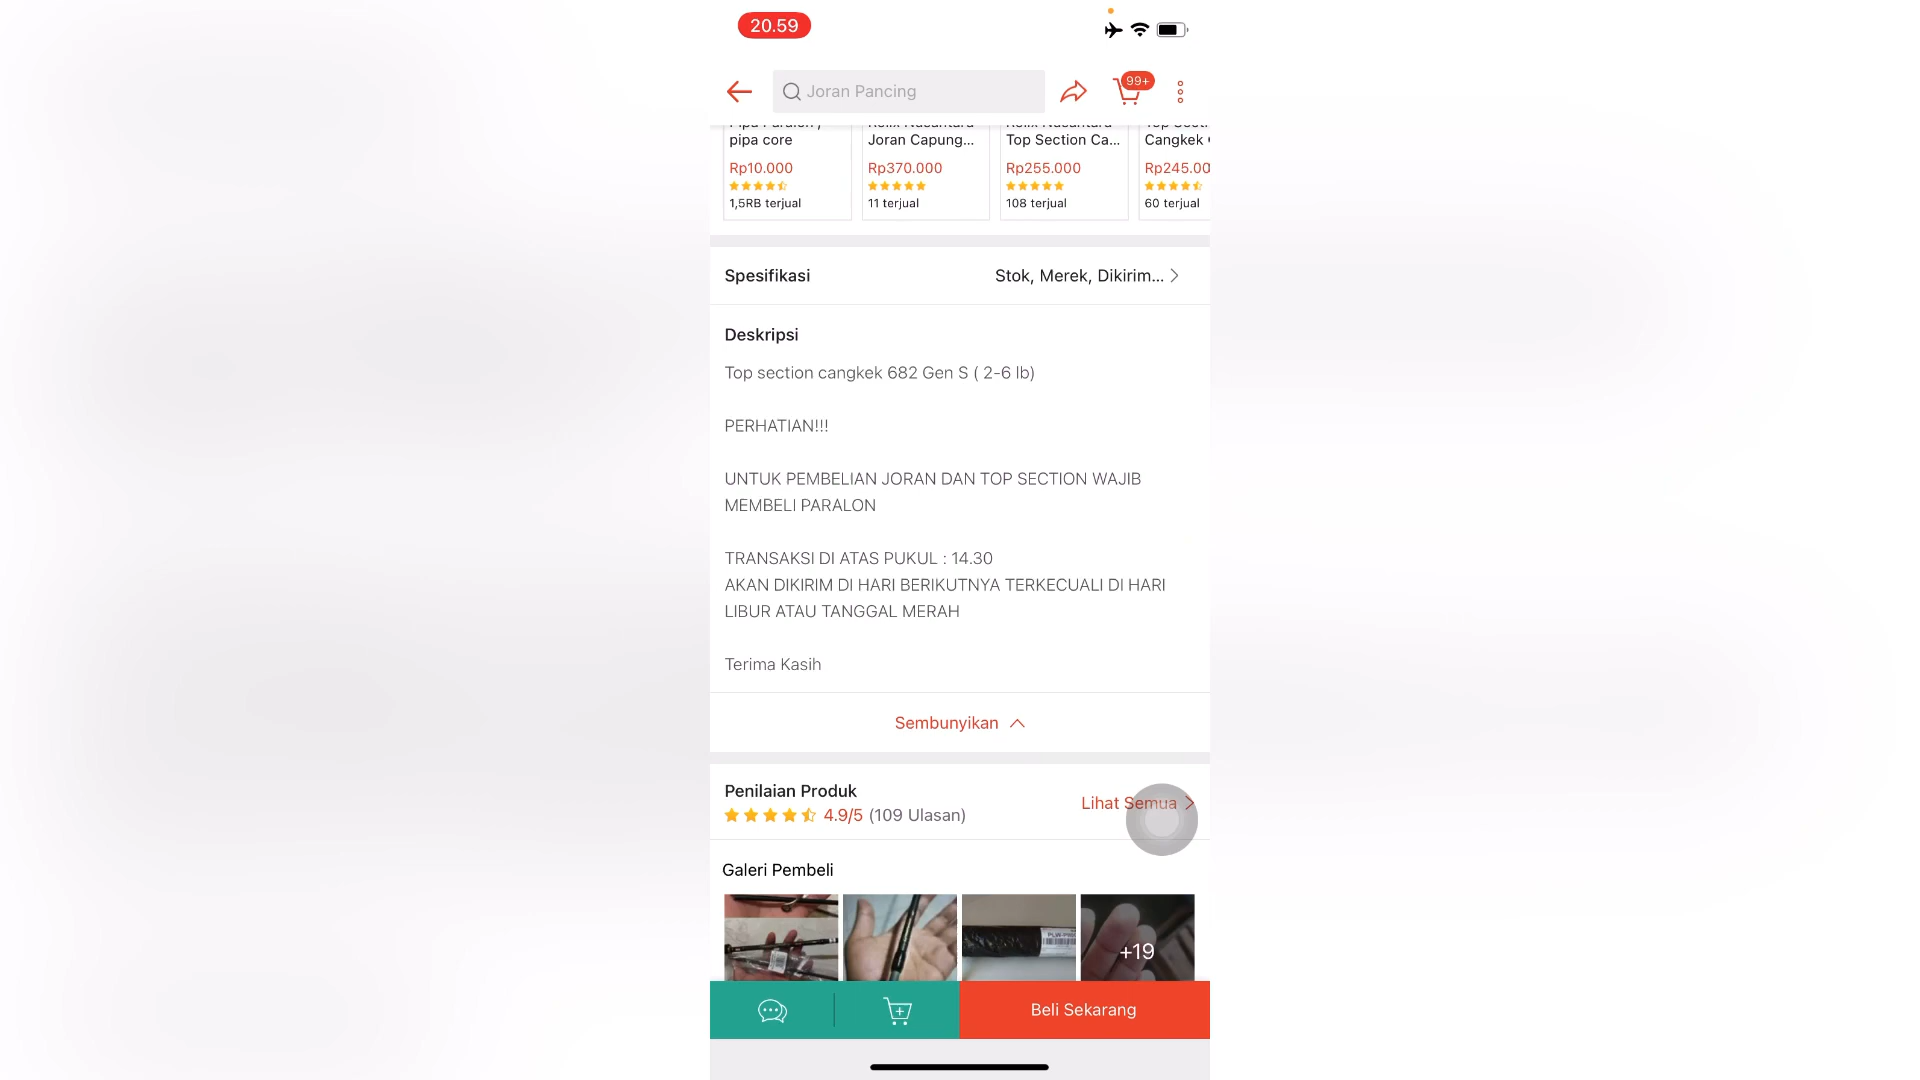 20.59
Joran Pancing
99+
pipa core
Joran Capung...
Top Section Ca...
Cangkek
Rp10.000
Rp370.000
Rp255.000
Rp245.00
1,5RB terjual
11 terjual
108 terjual
60 terjual
Spesifikasi
Stok, Merek, Dikirim...
Deskripsi
Top section cangkek 682 Gen S ( 2-6 lb)
PERHATIAN!!!
UNTUK PEMBELIAN JORAN DAN TOP SECTION WAJIB
MEMBELI PARALON
TRANSAKSI DI ATAS PUKUL : 14.30
AKAN DIKIRIM DI HARI BERIKUTNYA TERKECUALI DI HARI
LIBUR ATAU TANGGAL MERAH
Terima Kasih
Sembunyikan
Penilaian Produk
Lihat Semua
4.9/5 (109 Ulasan)
Galeri Pembeli
+19
Beli Sekarang